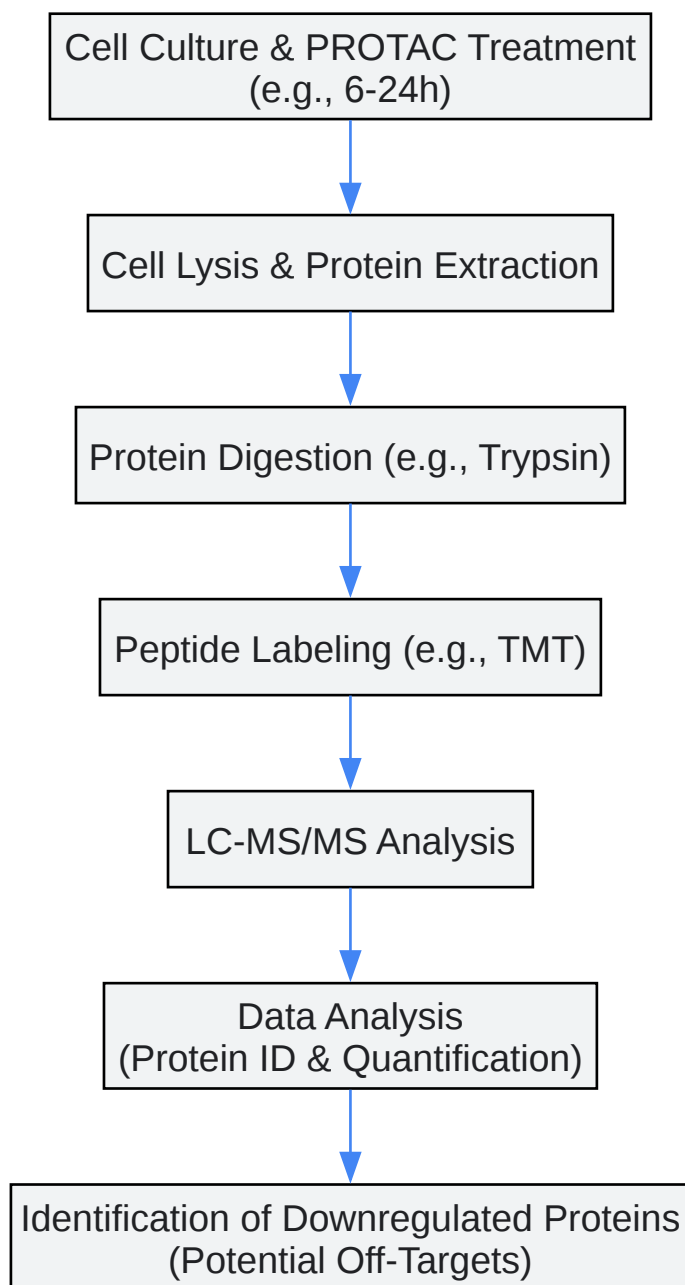 Cell Culture & PROTAC Treatment
(e.g., 6-24h)
Cell Lysis & Protein Extraction
Protein Digestion (e.g., Trypsin)
Peptide Labeling (e.g., TMT)
LC-MS/MS Analysis
Data Analysis
(Protein ID & Quantification)
Identification of Downregulated Proteins
(Potential Off-Targets)